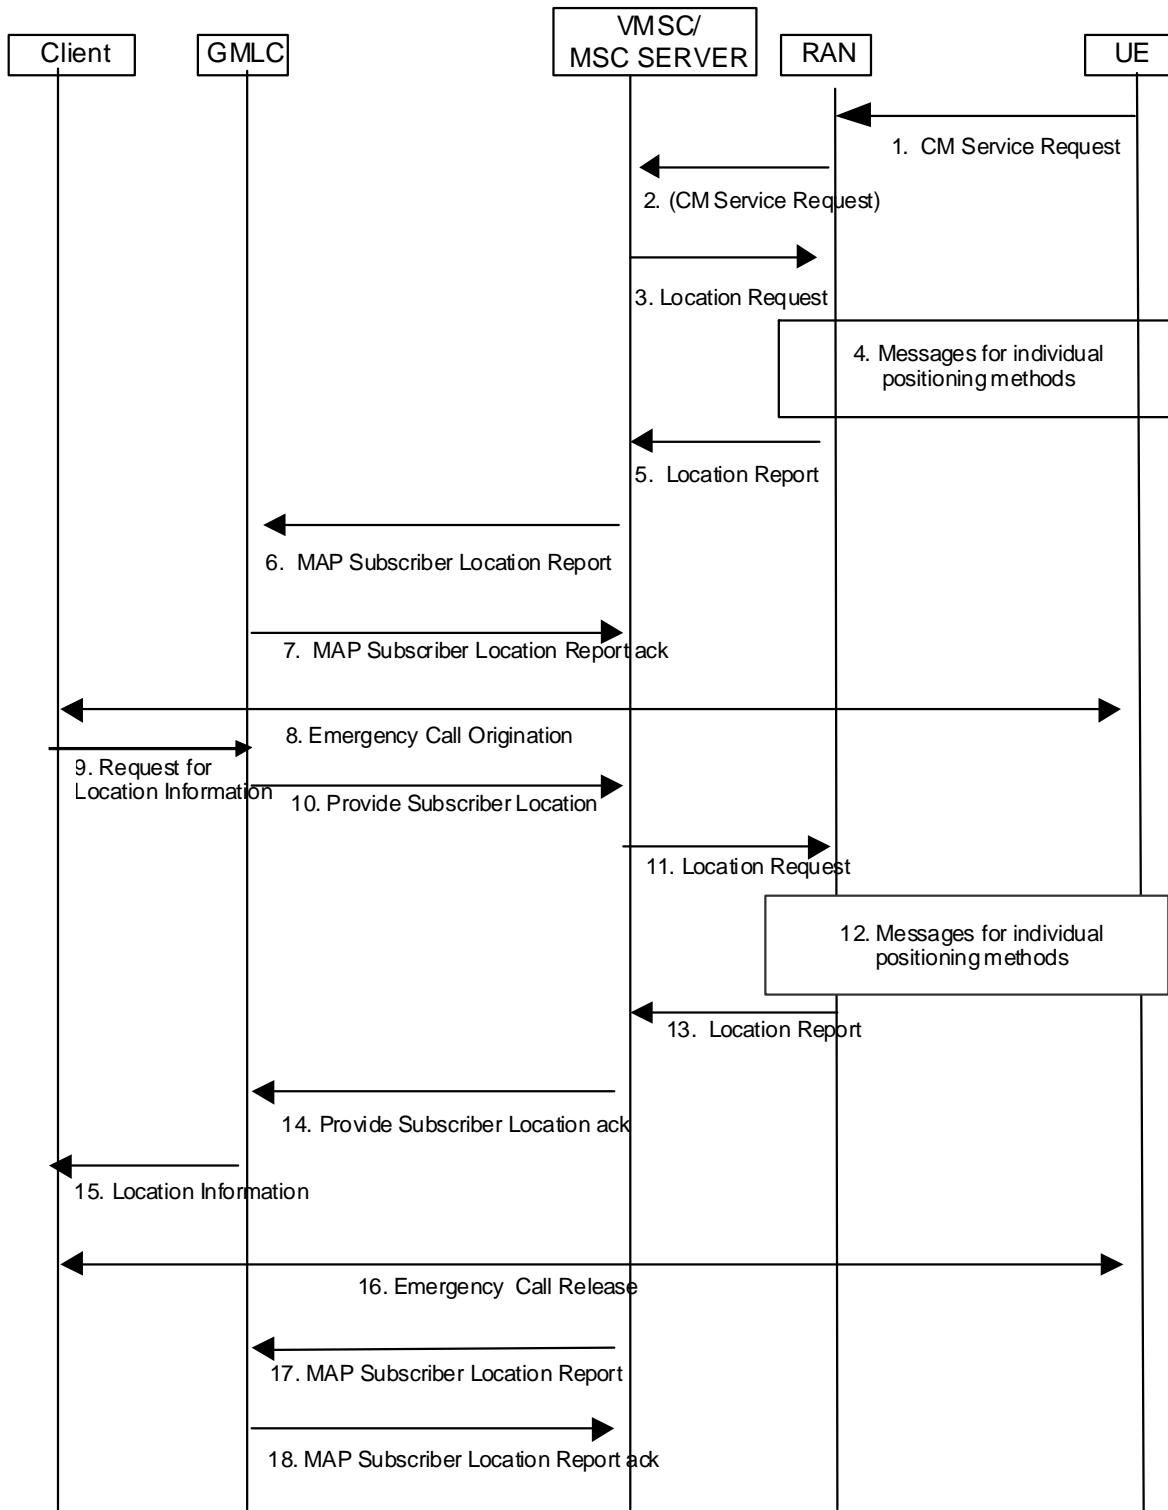 Client
GMLC
VMSC/
MSC SERVER
RAN
UE
1. CM Service Request
2. (CM Service Request)
3. Location Request
4. Messages for individual
positioning methods
5. Location Report
6. MAP Subscriber Location Report
7. MAP Subscriber Location Report ack
8. Emergency Call Origination
9. Request for
Location Information
10. Provide Subscriber Location
11. Location Request
12. Messages for individual
positioning methods
13. Location Report
14. Provide Subscriber Location ack
15. Location Information
16. Emergency Call Release
17. MAP Subscriber Location Report
18. MAP Subscriber Location Report ack